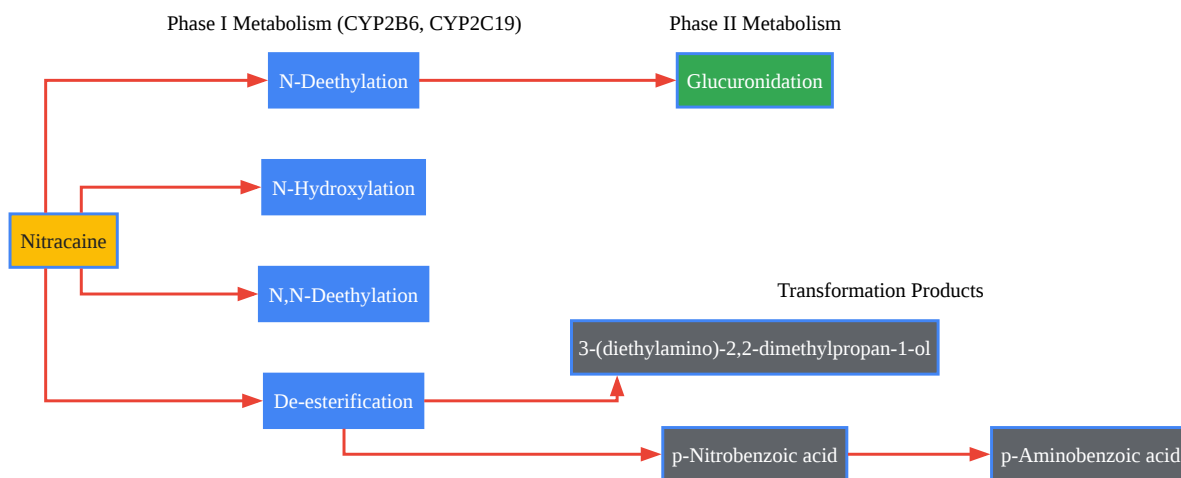 Phase I Metabolism (CYP2B6, CYP2C19)
Phase II Metabolism
N-Deethylation
Glucuronidation
N-Hydroxylation
Nitracaine
N,N-Deethylation
Transformation Products
3-(diethylamino)-2,2-dimethylpropan-1-ol
De-esterification
p-Nitrobenzoic acid
p-Aminobenzoic acid